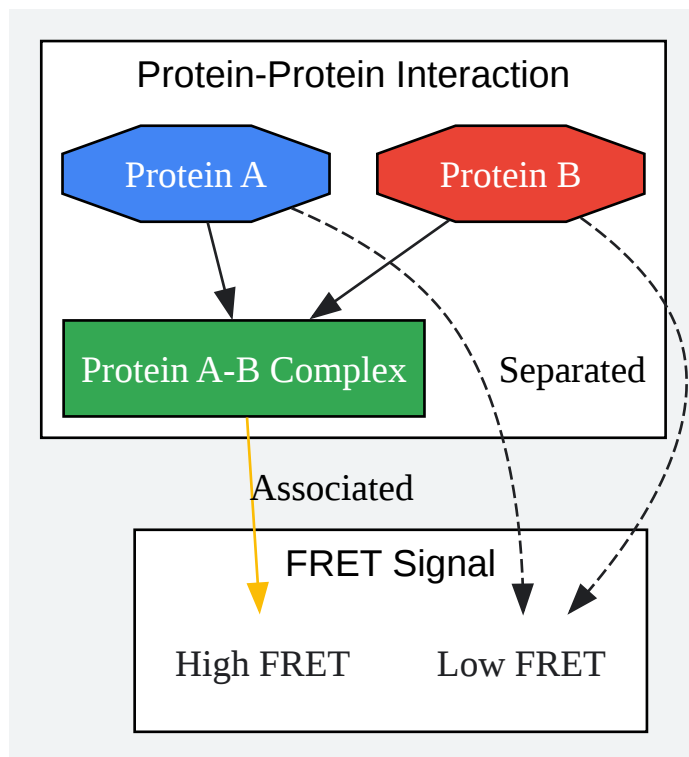 Protein-Protein Interaction
Protein A
Protein B
Protein A-B Complex
Separated
Associated
FRET Signal
High FRET
Low FRET